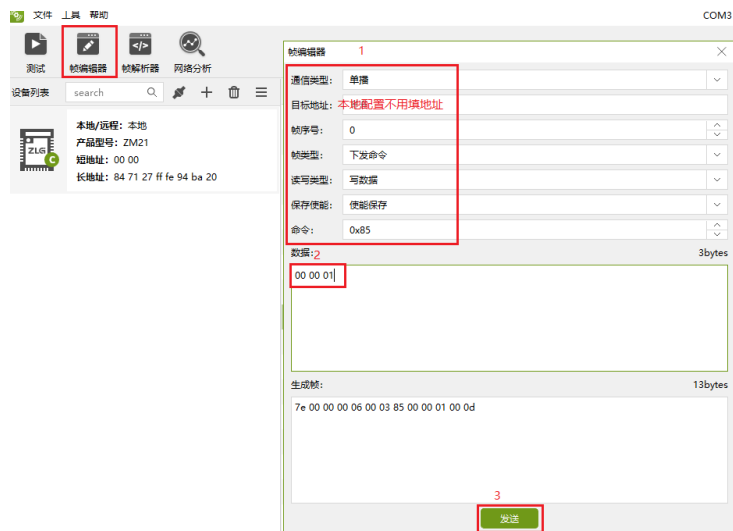 文件 工具 帮助
COM3
测试 帧编辑器 帧解析器 网络分析
设备列表 search
ZLG C
本地/远程: 本地
产品型号: ZM21
短地址: 00 00
长地址: 84 71 27 ff fe 94 ba 20
帧编辑器 1
通信类型: 单播
目标地址: 本地配置不用填地址
帧序号: 0
帧类型: 下发命令
读写类型: 写数据
保存使能: 使能保存
命令: 0x85
数据: 2 3bytes
00 00 01
生成帧: 13bytes
7e 00 00 00 06 00 03 85 00 00 01 00 0d
3
发送